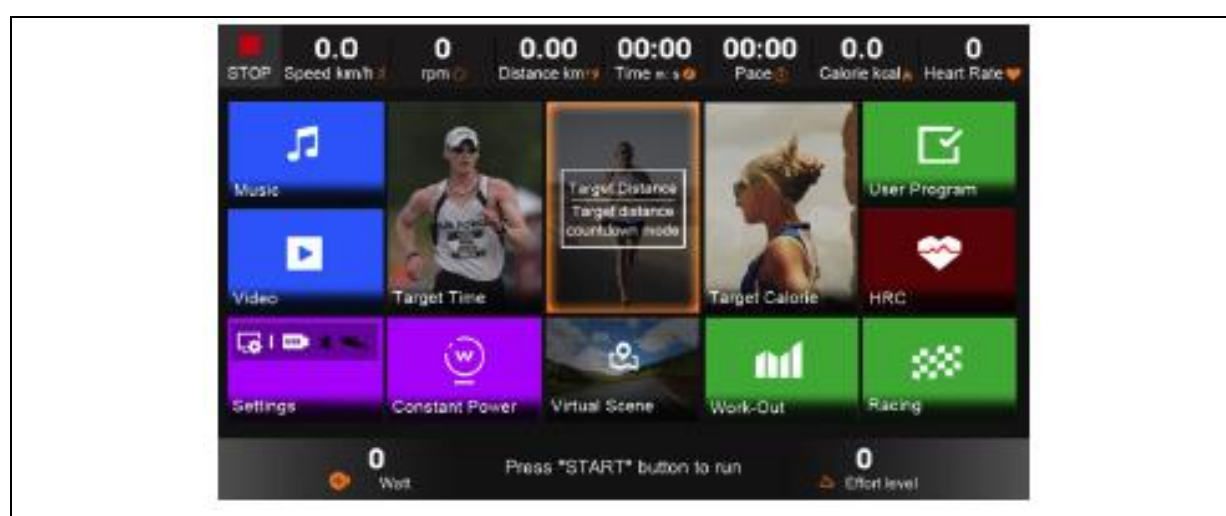 0.0 0 0.00 00:00 00:00 0.0 0
STOP Speed km/h rpm Distance km Time m: s Pace Calorie kcal Heart Rate
Music
User Program
Target Distance
Target distance
countdown mode
Video
Target Time
Target Calorie
HRC
Settings
Constant Power
W
Virtual Scene
Work-Out
Racing
0
Watt
Press "START" button to run
0
Effort level